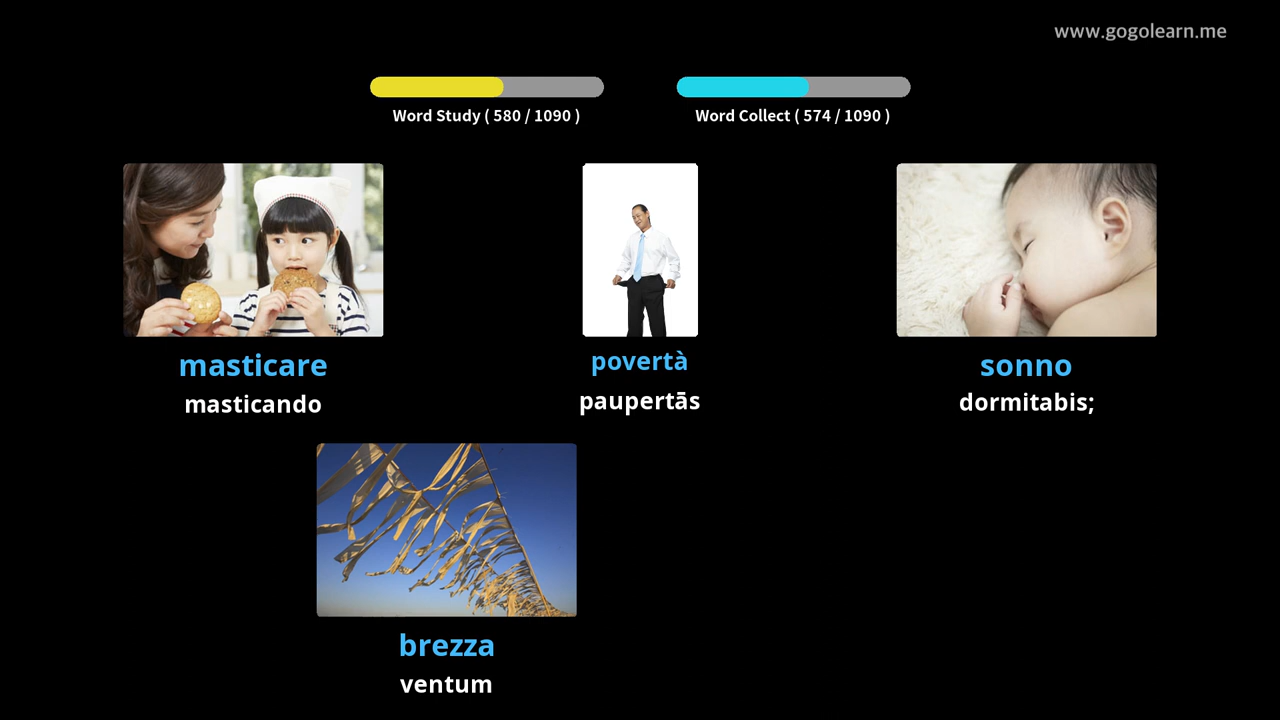 www.gogolearn.me
Word Study ( 580 / 1090 )
Word Collect ( 574 / 1090 )
masticare
masticando
povertà
paupertās
sonno
dormitabis;
brezza
ventum